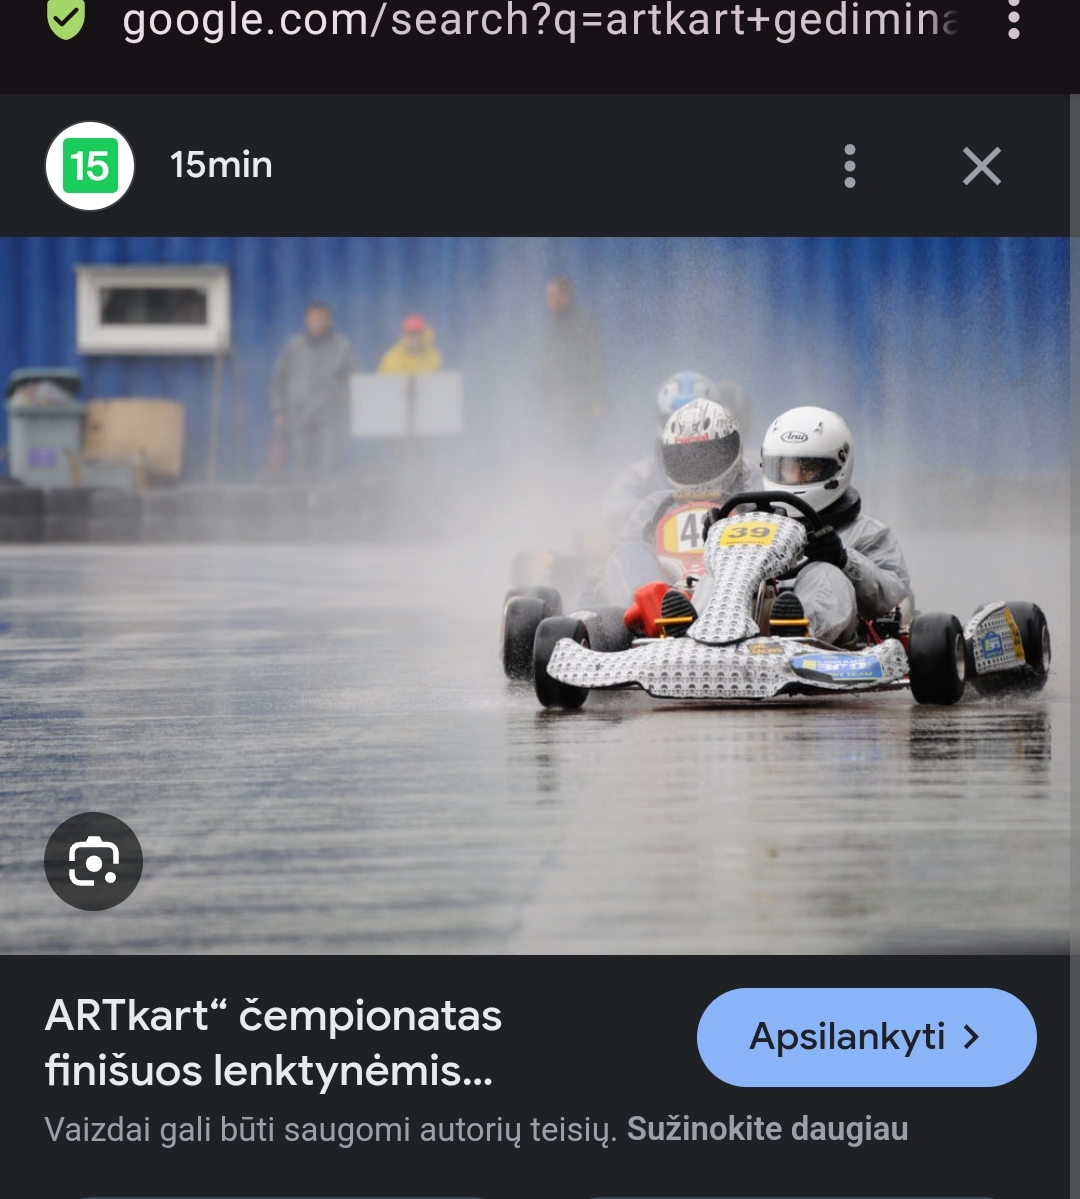 google.com/search?q=artkart+gedimina
15 15min
Arai
4
39
ARTkart“ čempionatas
finišuos lenktynėmis...
Apsilankyti
Vaizdai gali būti saugomi autorių teisių. Sužinokite daugiau